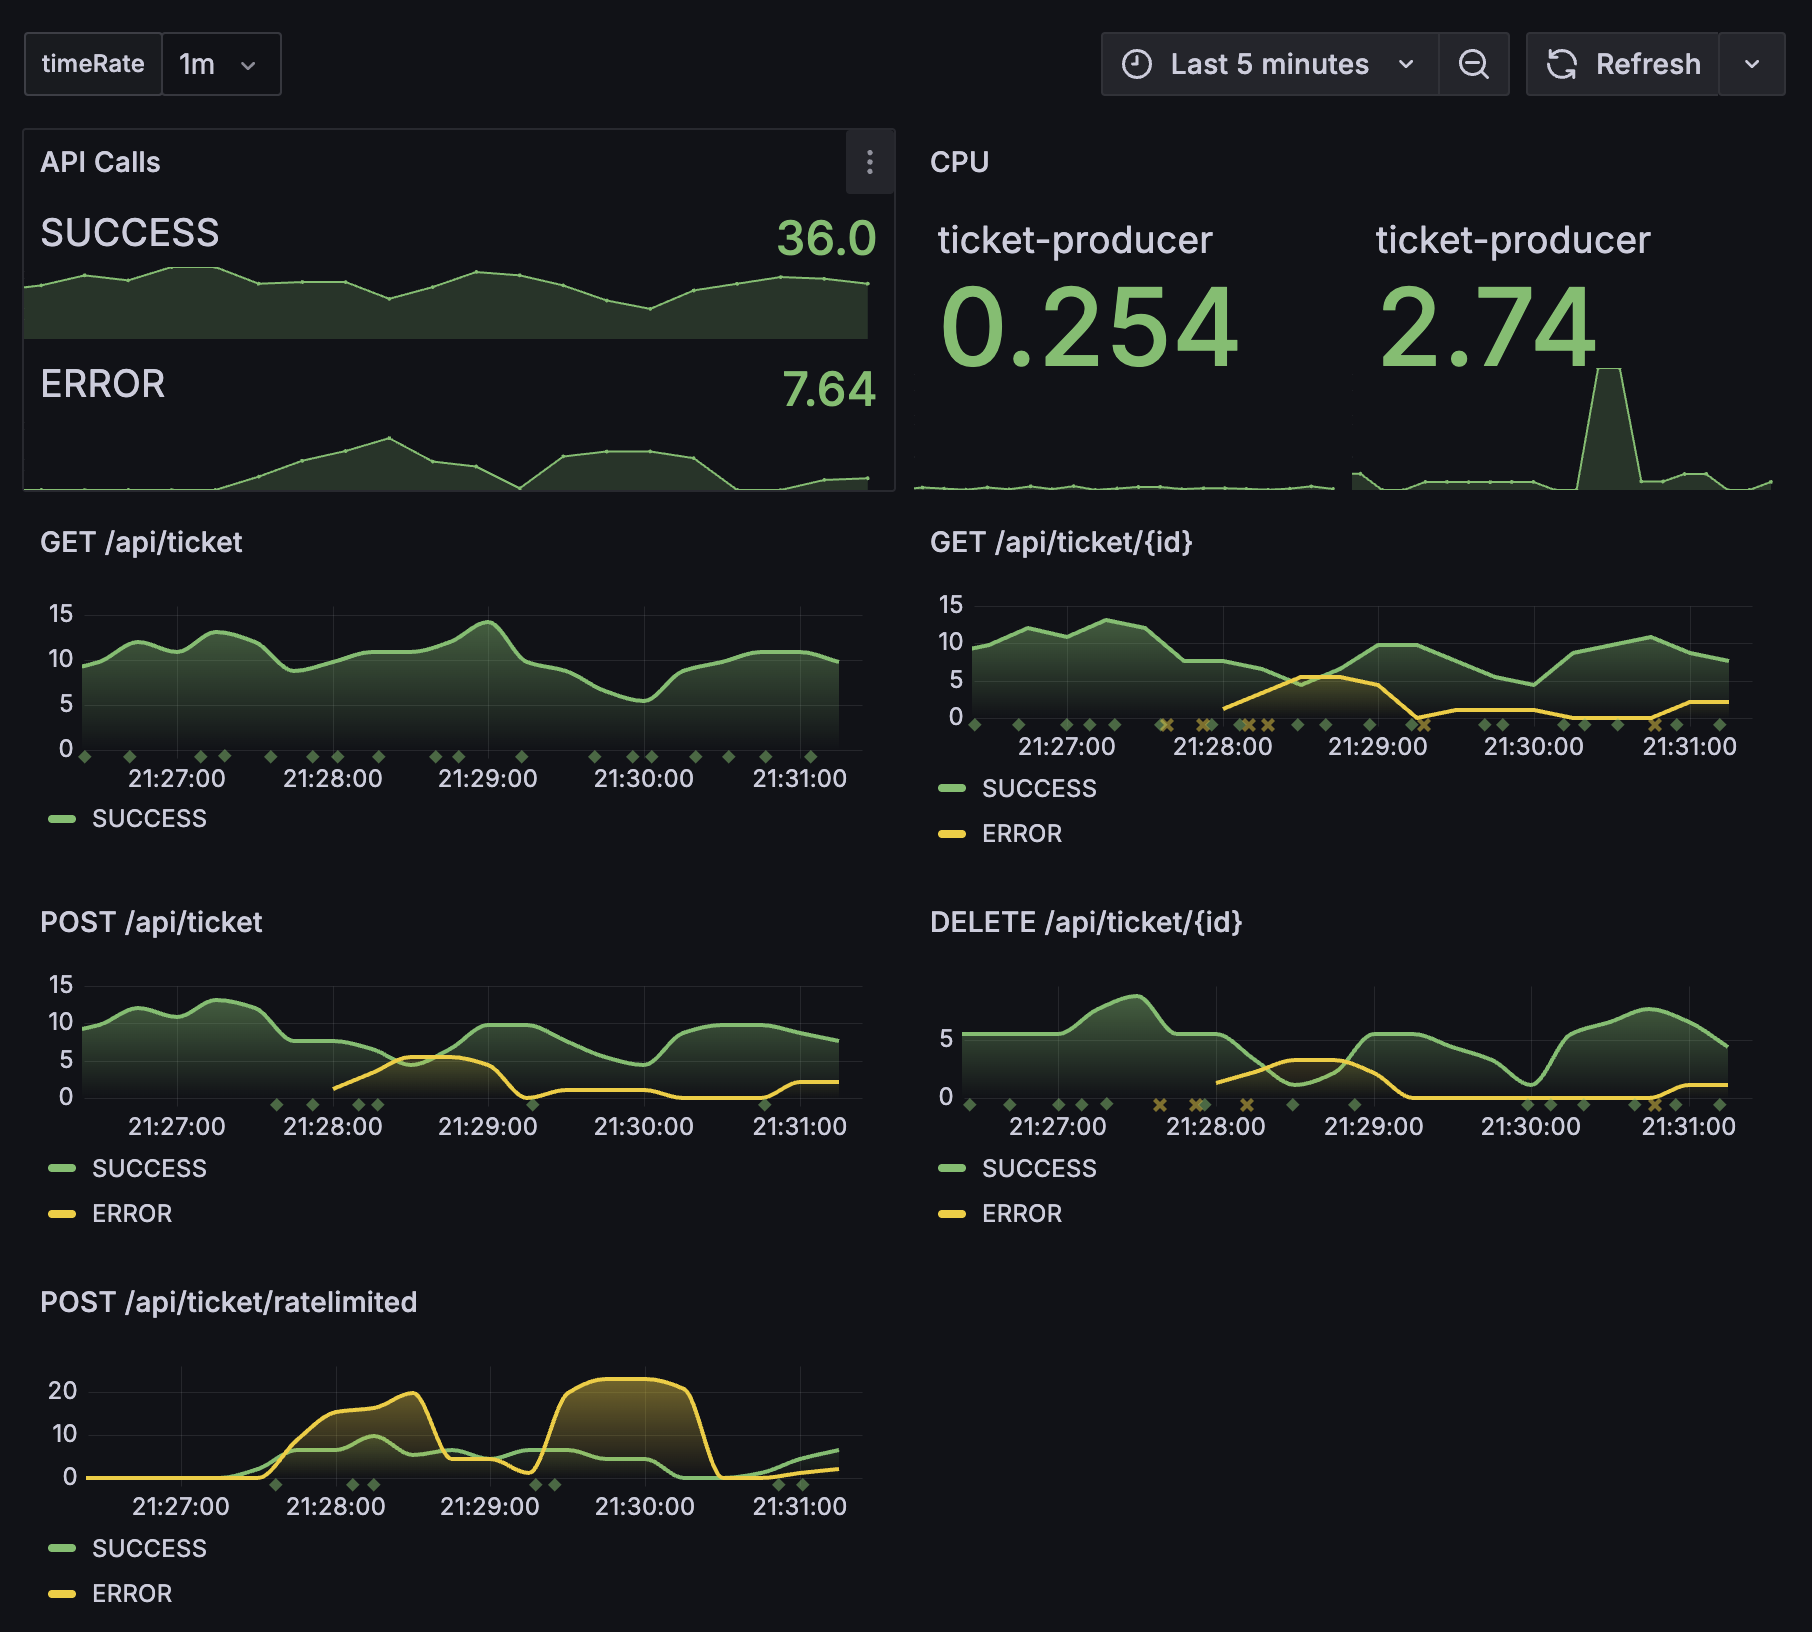 timeRate 1m Last 5 minutes Refresh
API Calls
SUCCESS 36.0
ERROR 7.64
CPU
ticket-producer ticket-producer
0.254 2.74
GET /api/ticket
15
10
5
0
21:27:00 21:28:00 21:29:00 21:30:00 21:31:00
SUCCESS
GET /api/ticket/{id}
15
10
5
0
21:27:00 21:28:00 21:29:00 21:30:00 21:31:00
SUCCESS
ERROR
POST /api/ticket
15
10
5
0
21:27:00 21:28:00 21:29:00 21:30:00 21:31:00
SUCCESS
ERROR
DELETE /api/ticket/{id}
5
0
21:27:00 21:28:00 21:29:00 21:30:00 21:31:00
SUCCESS
ERROR
POST /api/ticket/ratelimited
20
10
0
21:27:00 21:28:00 21:29:00 21:30:00 21:31:00
SUCCESS
ERROR